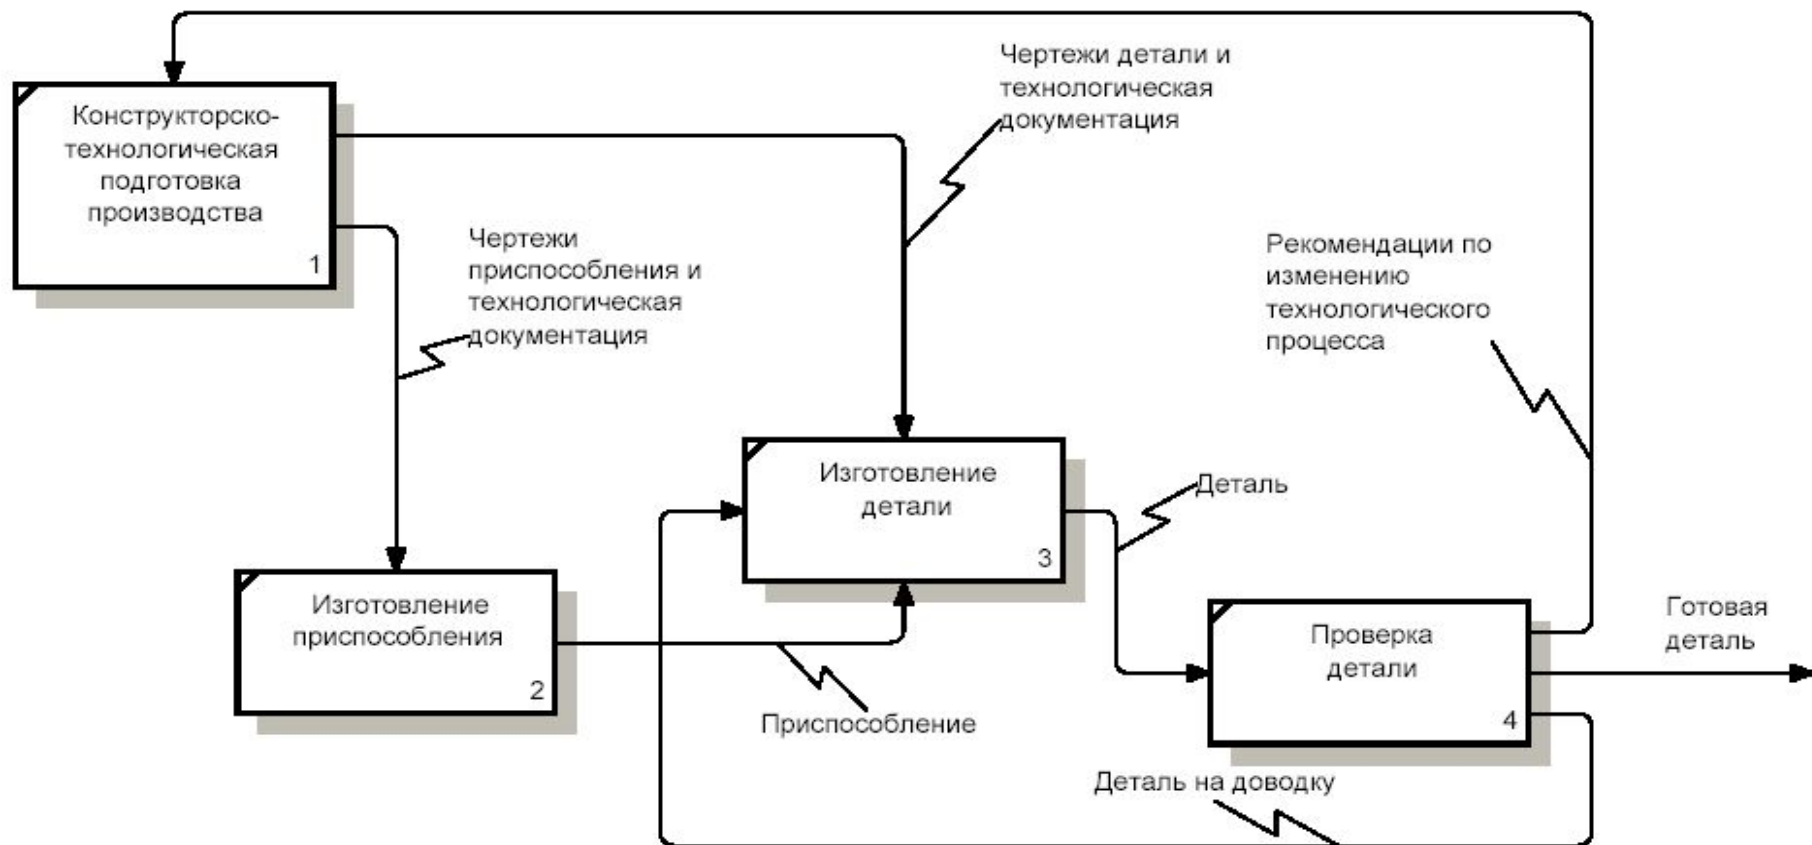 Конструкторско-
технологическая
подготовка
производства
1
Чертежи детали и
технологическая
документация
Чертежи
приспособления и
технологическая
документация
Рекомендации по
изменению
технологического
процесса
Изготовление
детали
3
Деталь
Изготовление
приспособления
2
Приспособление
Проверка
детали
4
Готовая
деталь
Деталь на доводку